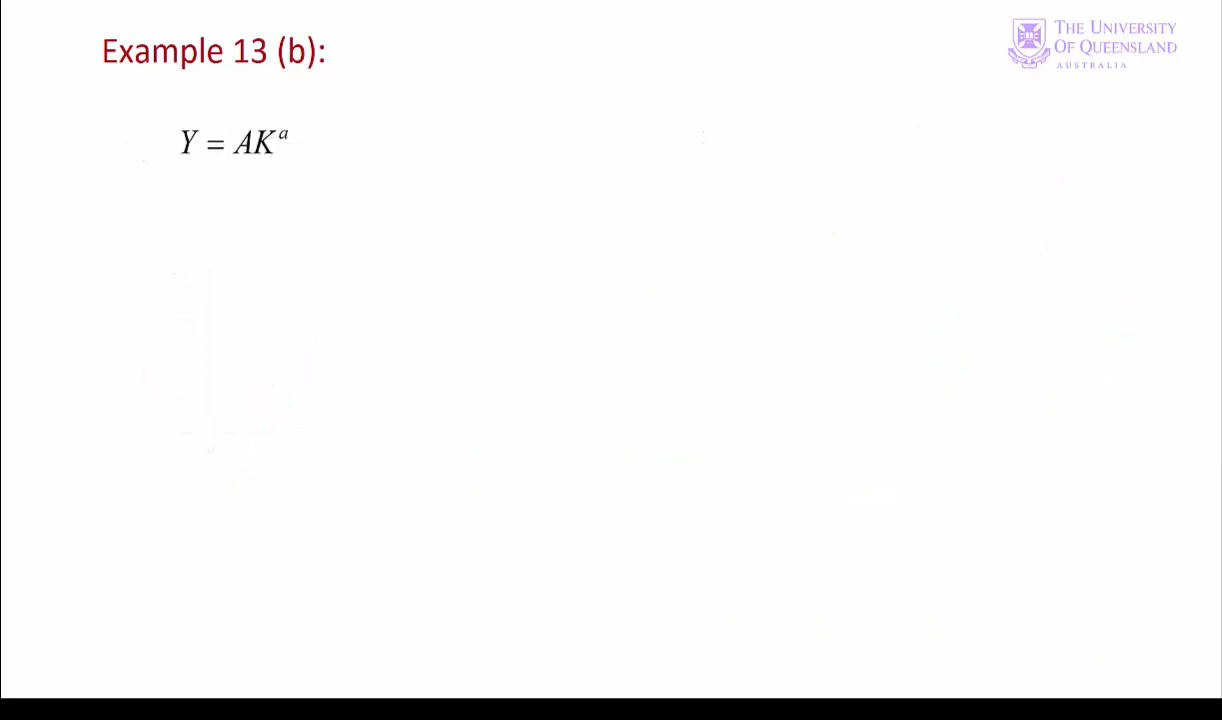 Example 13 (b):
THE UNIVERSITY
OF QUEENSLAND
AUSTRALIA
Y = AK^a